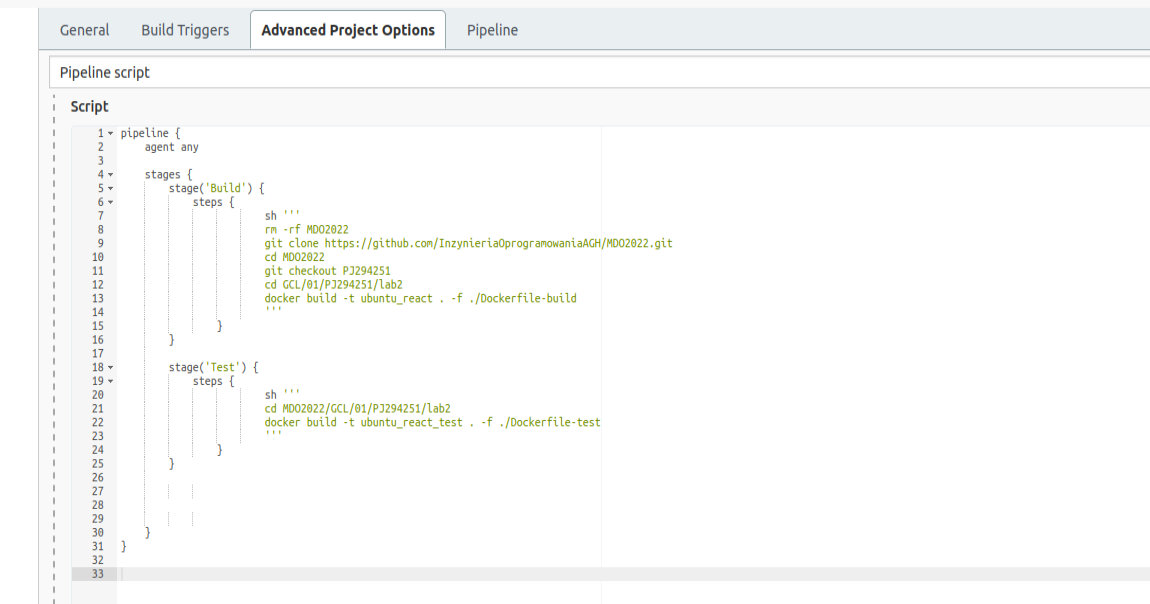 General Build Triggers Advanced Project Options Pipeline
Pipeline script
Script
1 pipeline {
2     agent any
3
4     stages {
5         stage('Build') {
6             steps {
7                         sh '''
8                         rm -rf MDO2022
9                         git clone https://github.com/InzynieriaOprogramowaniaAGH/MDO2022.git
10                         cd MDO2022
11                         git checkout PJ294251
12                         cd GCL/01/PJ294251/lab2
13                         docker build -t ubuntu_react . -f ./Dockerfile-build
14                         '''
15                 }
16         }
17
18         stage('Test') {
19             steps {
20                         sh '''
21                         cd MDO2022/GCL/01/PJ294251/lab2
22                         docker build -t ubuntu_react_test . -f ./Dockerfile-test
23                         '''
24                 }
25         }
26
27
28
29
30     }
31 }
32
33